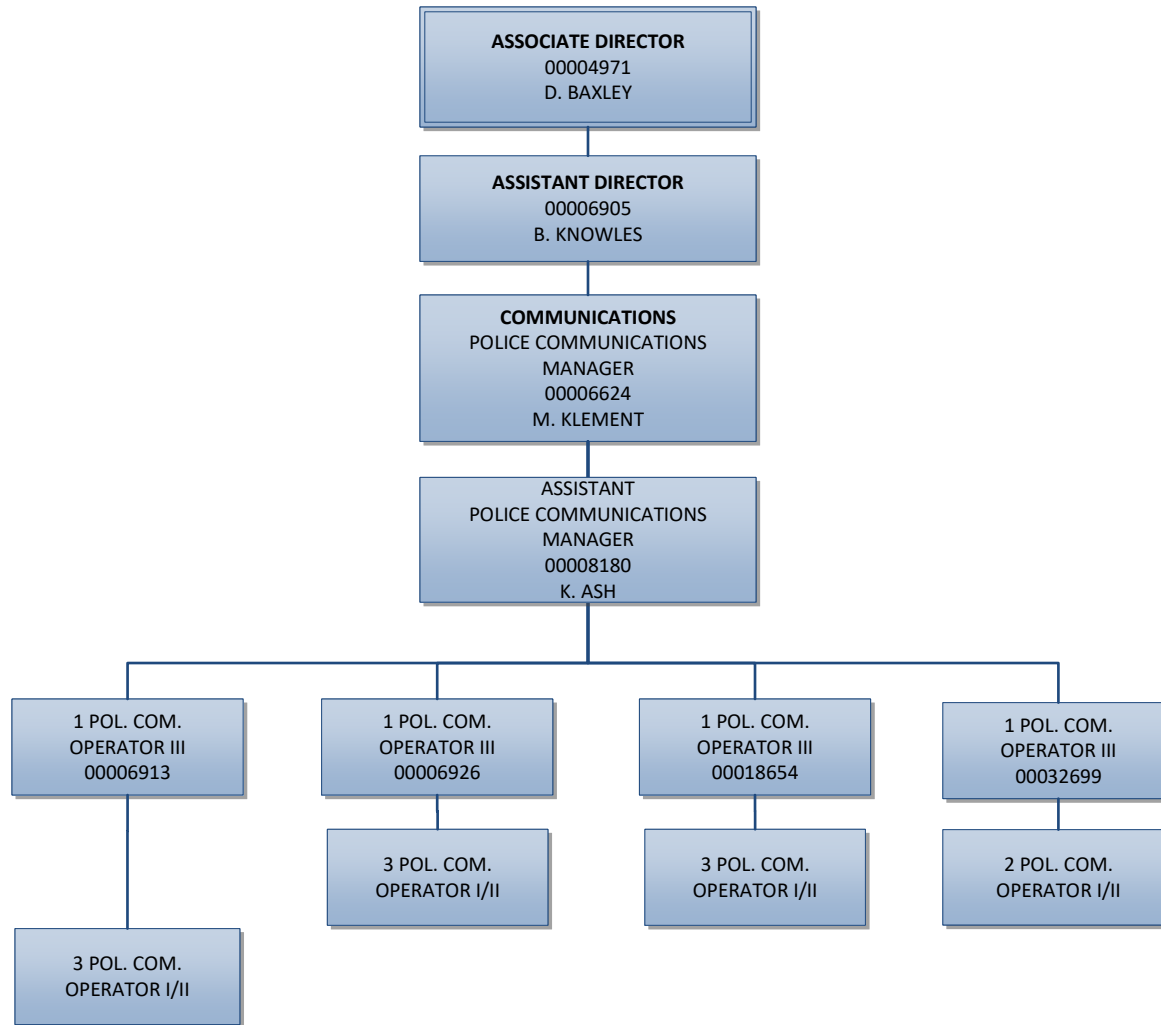 ASSOCIATE DIRECTOR
00004971
D. BAXLEY
ASSISTANT DIRECTOR
00006905
B. KNOWLES
COMMUNICATIONS
POLICE COMMUNICATIONS
MANAGER
00006624
M. KLEMENT
ASSISTANT
POLICE COMMUNICATIONS
MANAGER
00008180
K. ASH
1 POL. COM.
OPERATOR III
00006913
1 POL. COM.
OPERATOR III
00006926
1 POL. COM.
OPERATOR III
00018654
1 POL. COM.
OPERATOR III
00032699
3 POL. COM.
OPERATOR I/II
3 POL. COM.
OPERATOR I/II
2 POL. COM.
OPERATOR I/II
3 POL. COM.
OPERATOR I/II